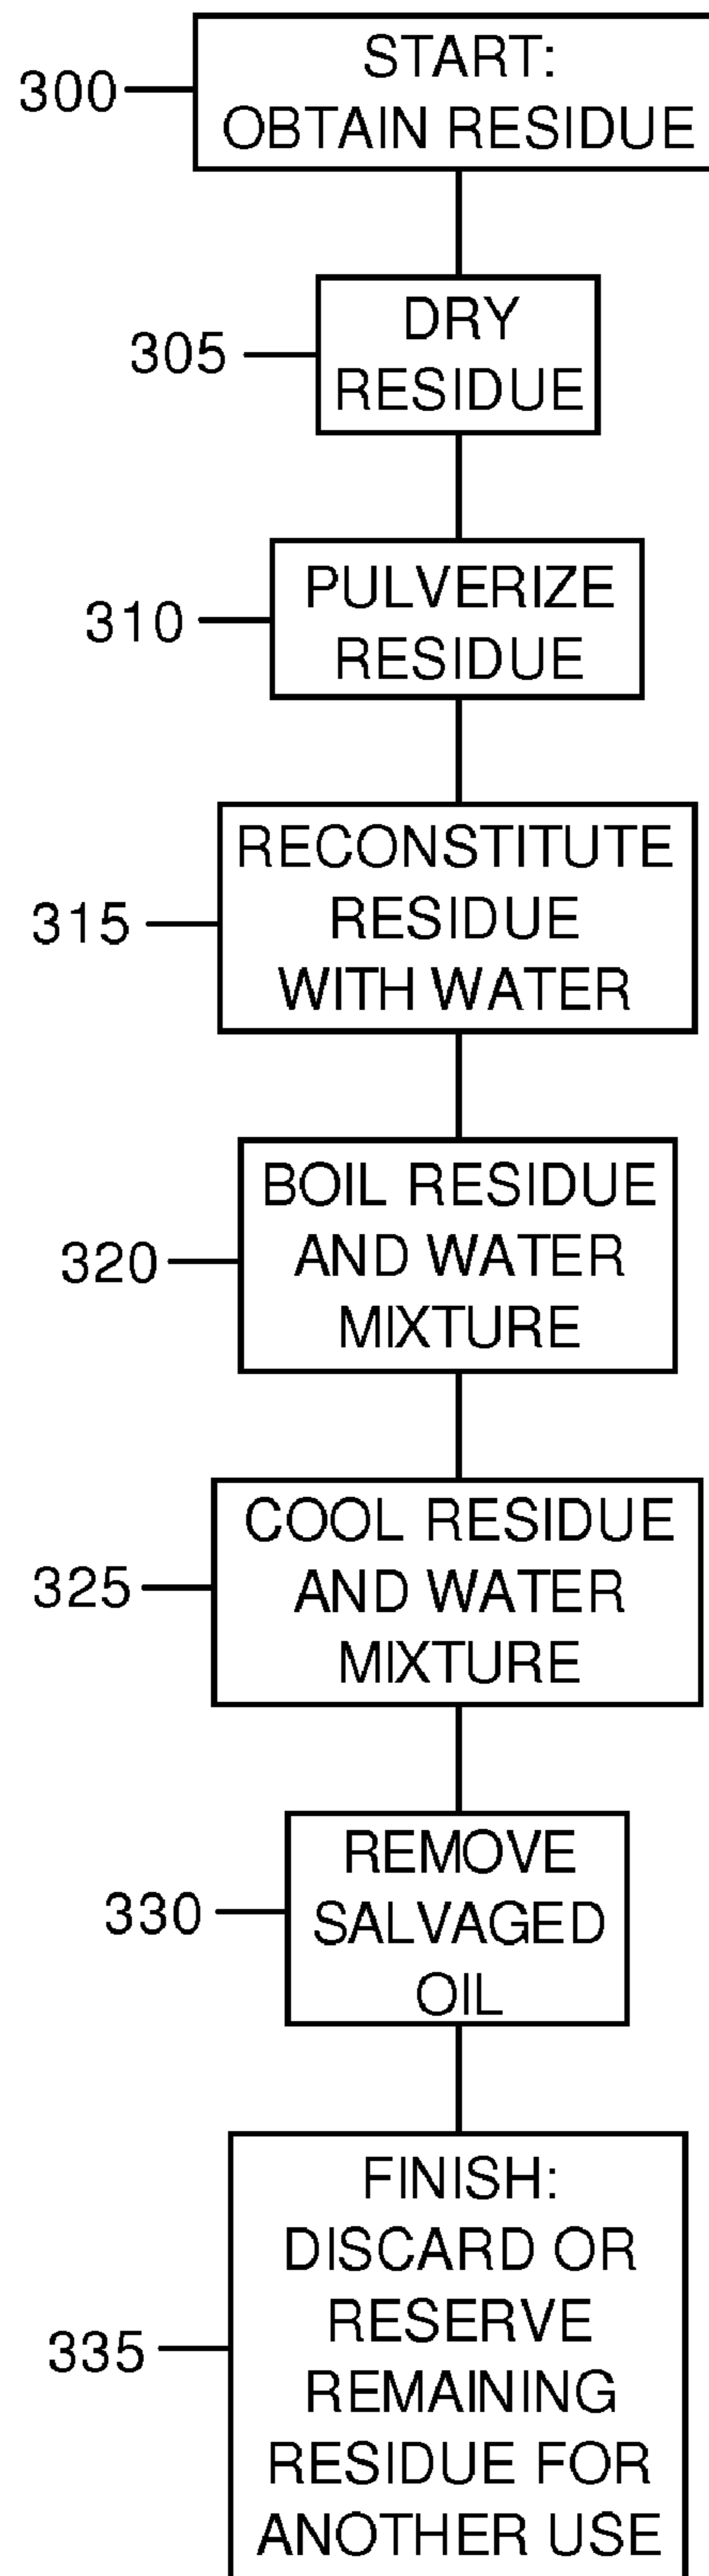 300
START:
OBTAIN RESIDUE
305
DRY
RESIDUE
310
PULVERIZE
RESIDUE
315
RECONSTITUTE
RESIDUE
WITH WATER
320
BOIL RESIDUE
AND WATER
MIXTURE
325
COOL RESIDUE
AND WATER
MIXTURE
330
REMOVE
SALVAGED
OIL
335
FINISH:
DISCARD OR
RESERVE
REMAINING
RESIDUE FOR
ANOTHER USE